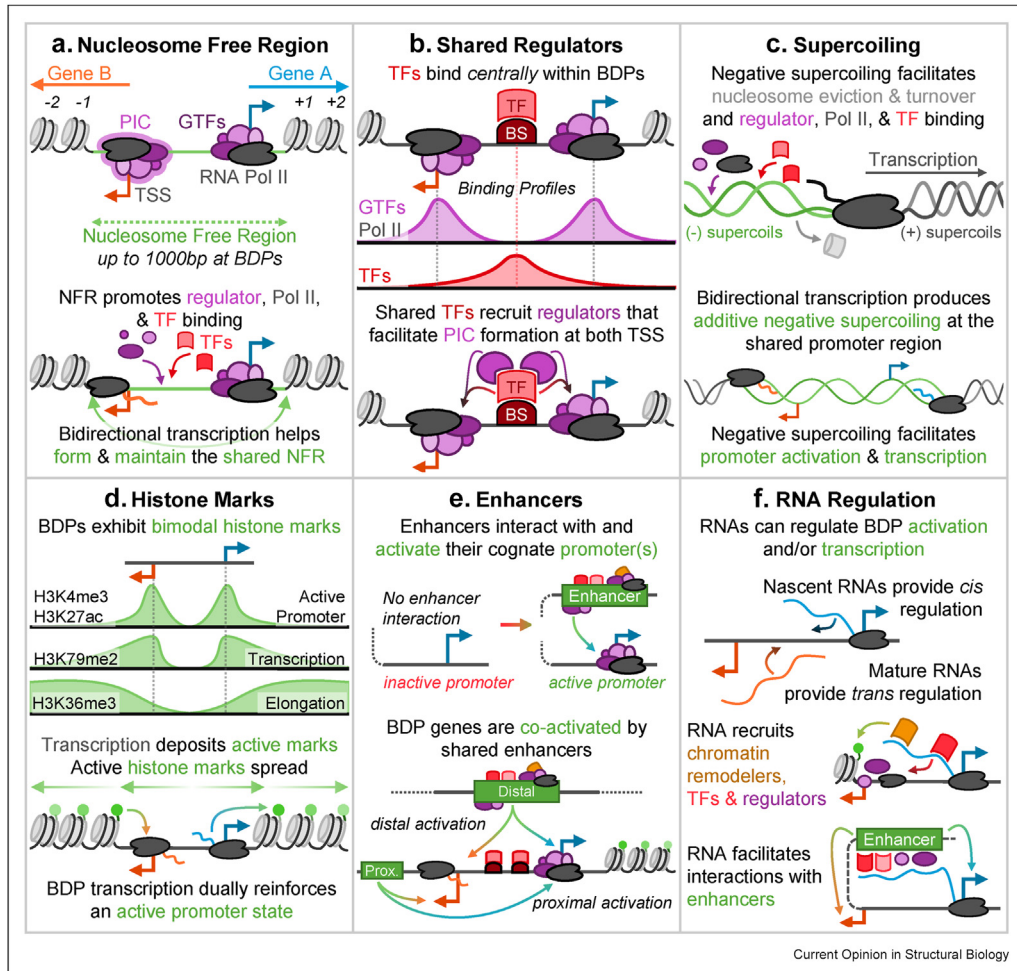 a. Nucleosome Free Region
Gene B
Gene A
-2 -1
+1 +2
PIC
GTFs
RNA Pol II
TSS
Nucleosome Free Region
up to 1000bp at BDPs
NFR promotes regulator, Pol II,
& TF binding
TFs
Bidirectional transcription helps
form & maintain the shared NFR
b. Shared Regulators
TFs bind centrally within BDPs
TF
BS
Binding Profiles
GTFs
Pol II
TFs
Shared TFs recruit regulators that
facilitate PIC formation at both TSS
TF
BS
c. Supercoiling
Negative supercoiling facilitates
nucleosome eviction & turnover
and regulator, Pol II, & TF binding
Transcription
(-) supercoils
(+) supercoils
Bidirectional transcription produces
additive negative supercoiling at the
shared promoter region
Negative supercoiling facilitates
promoter activation & transcription
d. Histone Marks
BDPs exhibit bimodal histone marks
H3K4me3
H3K27ac
Active
Promoter
H3K79me2
Transcription
H3K36me3
Elongation
Transcription deposits active marks
Active histone marks spread
BDP transcription dually reinforces
an active promoter state
e. Enhancers
Enhancers interact with and
activate their cognate promoter(s)
No enhancer
interaction
Enhancer
inactive promoter
active promoter
BDP genes are co-activated by
shared enhancers
Distal
distal activation
Prox.
proximal activation
f. RNA Regulation
RNAs can regulate BDP activation
and/or transcription
Nascent RNAs provide cis
regulation
Mature RNAs
provide trans regulation
RNA recruits
chromatin
remodelers,
TFs & regulators
RNA facilitates
interactions with
enhancers
Enhancer
Current Opinion in Structural Biology